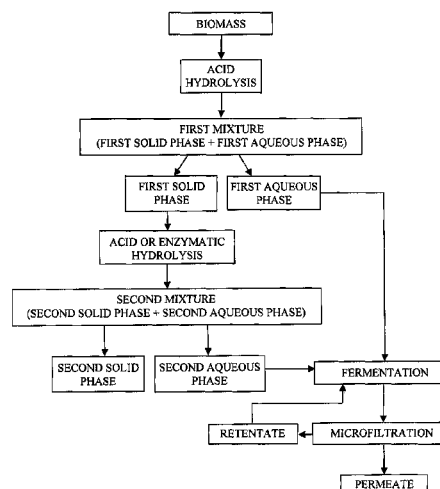 BIOMASS
ACID
HYDROLYSIS
FIRST MIXTURE
(FIRST SOLID PHASE + FIRST AQUEOUS PHASE)
FIRST SOLID
PHASE
FIRST AQUEOUS
PHASE
ACID OR ENZYMATIC
HYDROLYSIS
SECOND MIXTURE
(SECOND SOLID PHASE + SECOND AQUEOUS PHASE)
SECOND SOLID
PHASE
SECOND AQUEOUS
PHASE
FERMENTATION
RETENTATE
MICROFILTRATION
PERMEATE